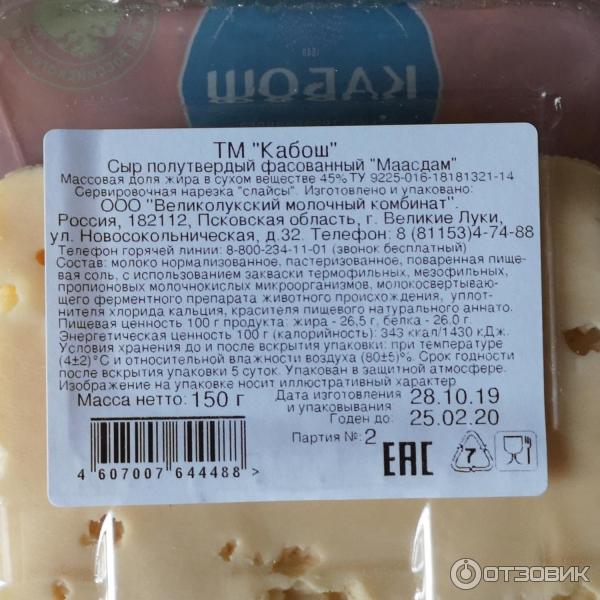 КАБОШ
ТМ "Кабош"
Сыр полутвердый фасованный "Маасдам"
Массовая доля жира в сухом веществе 45% ТУ 9225-016-18181321-14
Сервировочная нарезка "слайсы". Изготовлено и упаковано:
ООО "Великолукский молочный комбинат".
Россия, 182112, Псковская область, г. Великие Луки,
ул. Новосокольническая, д.32. Телефон: 8 (81153)4-74-88
Телефон горячей линии: 8-800-234-11-01 (звонок бесплатный)
Состав: молоко нормализованное, пастеризованное, поваренная пище-
вая соль, с использованием закваски термофильных, мезофильных,
пропионовых молочнокислых микроорганизмов, молокосвертываю-
щего ферментного препарата животного происхождения, уплот-
нителя хлорида кальция, красителя пищевого натурального аннато.
Пищевая ценность 100 г продукта: жира - 26,5 г, белка - 26,0 г.
Энергетическая ценность 100 г (калорийность): 343 ккал/1430 кДж.
Условия хранения до и после вскрытия упаковки: при температуре
(4±2)°С и относительной влажности воздуха (80±5)%. Срок годности
после вскрытия упаковки 5 суток. Упакован в защитной атмосфере.
Изображение на упаковке носит иллюстративный характер
Масса нетто: 150 г
Дата изготовления и упаковывания 28.10.19
Годен до: 25.02.20
Партия №: 2
4 607007 644488 >
EAC
7
ОТЗОВИК